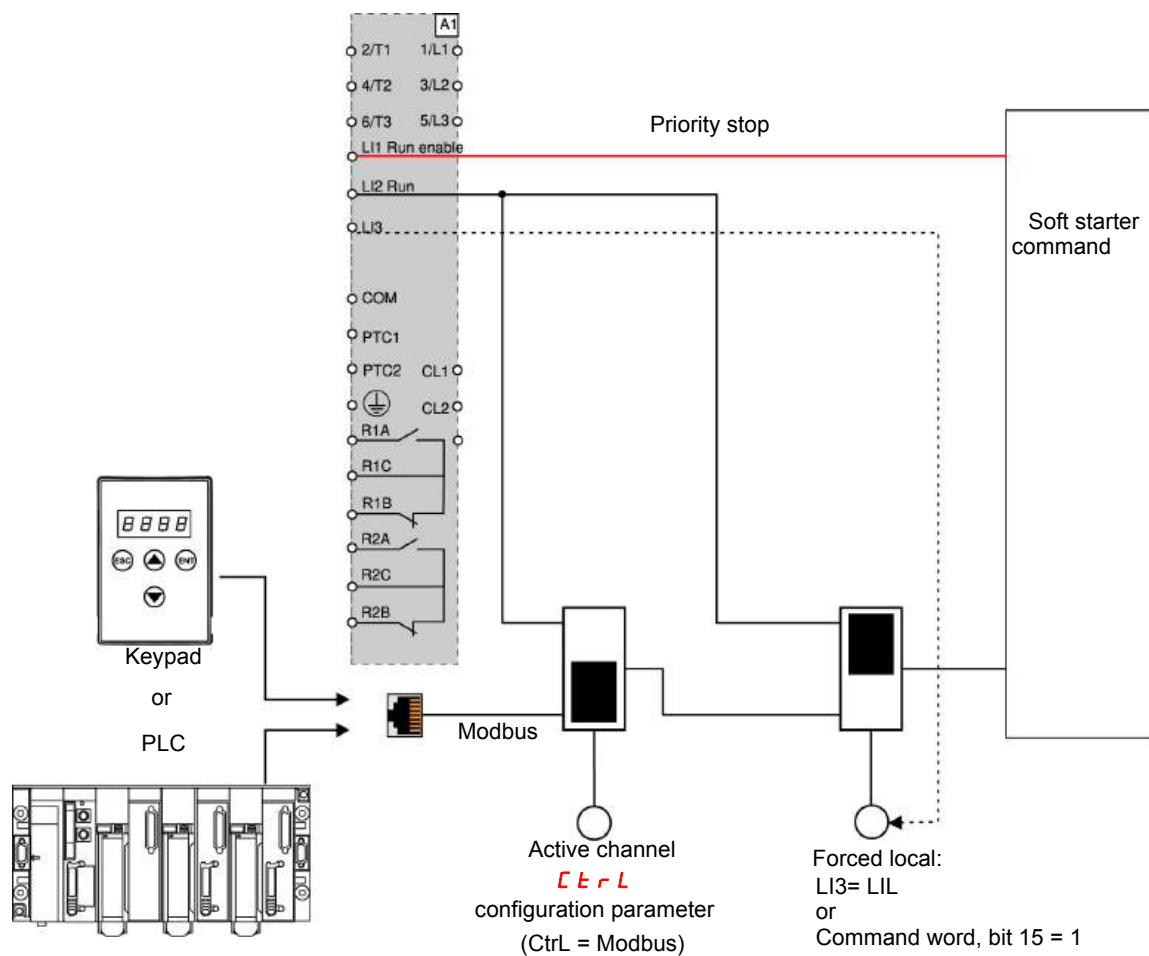 A1
2/T1 1/L1
4/T2 3/L2
6/T3 5/L3
Priority stop
LI1 Run enable
LI2 Run
LI3
Soft starter
command
COM
PTC1
PTC2 CL1
CL2
R1A
R1C
R1B
R2A
R2C
R2B
8888
ESC ENT
Keypad
or
PLC
Modbus
Active channel
CtrL
configuration parameter
(CtrL = Modbus)
Forced local:
LI3= LIL
or
Command word, bit 15 = 1